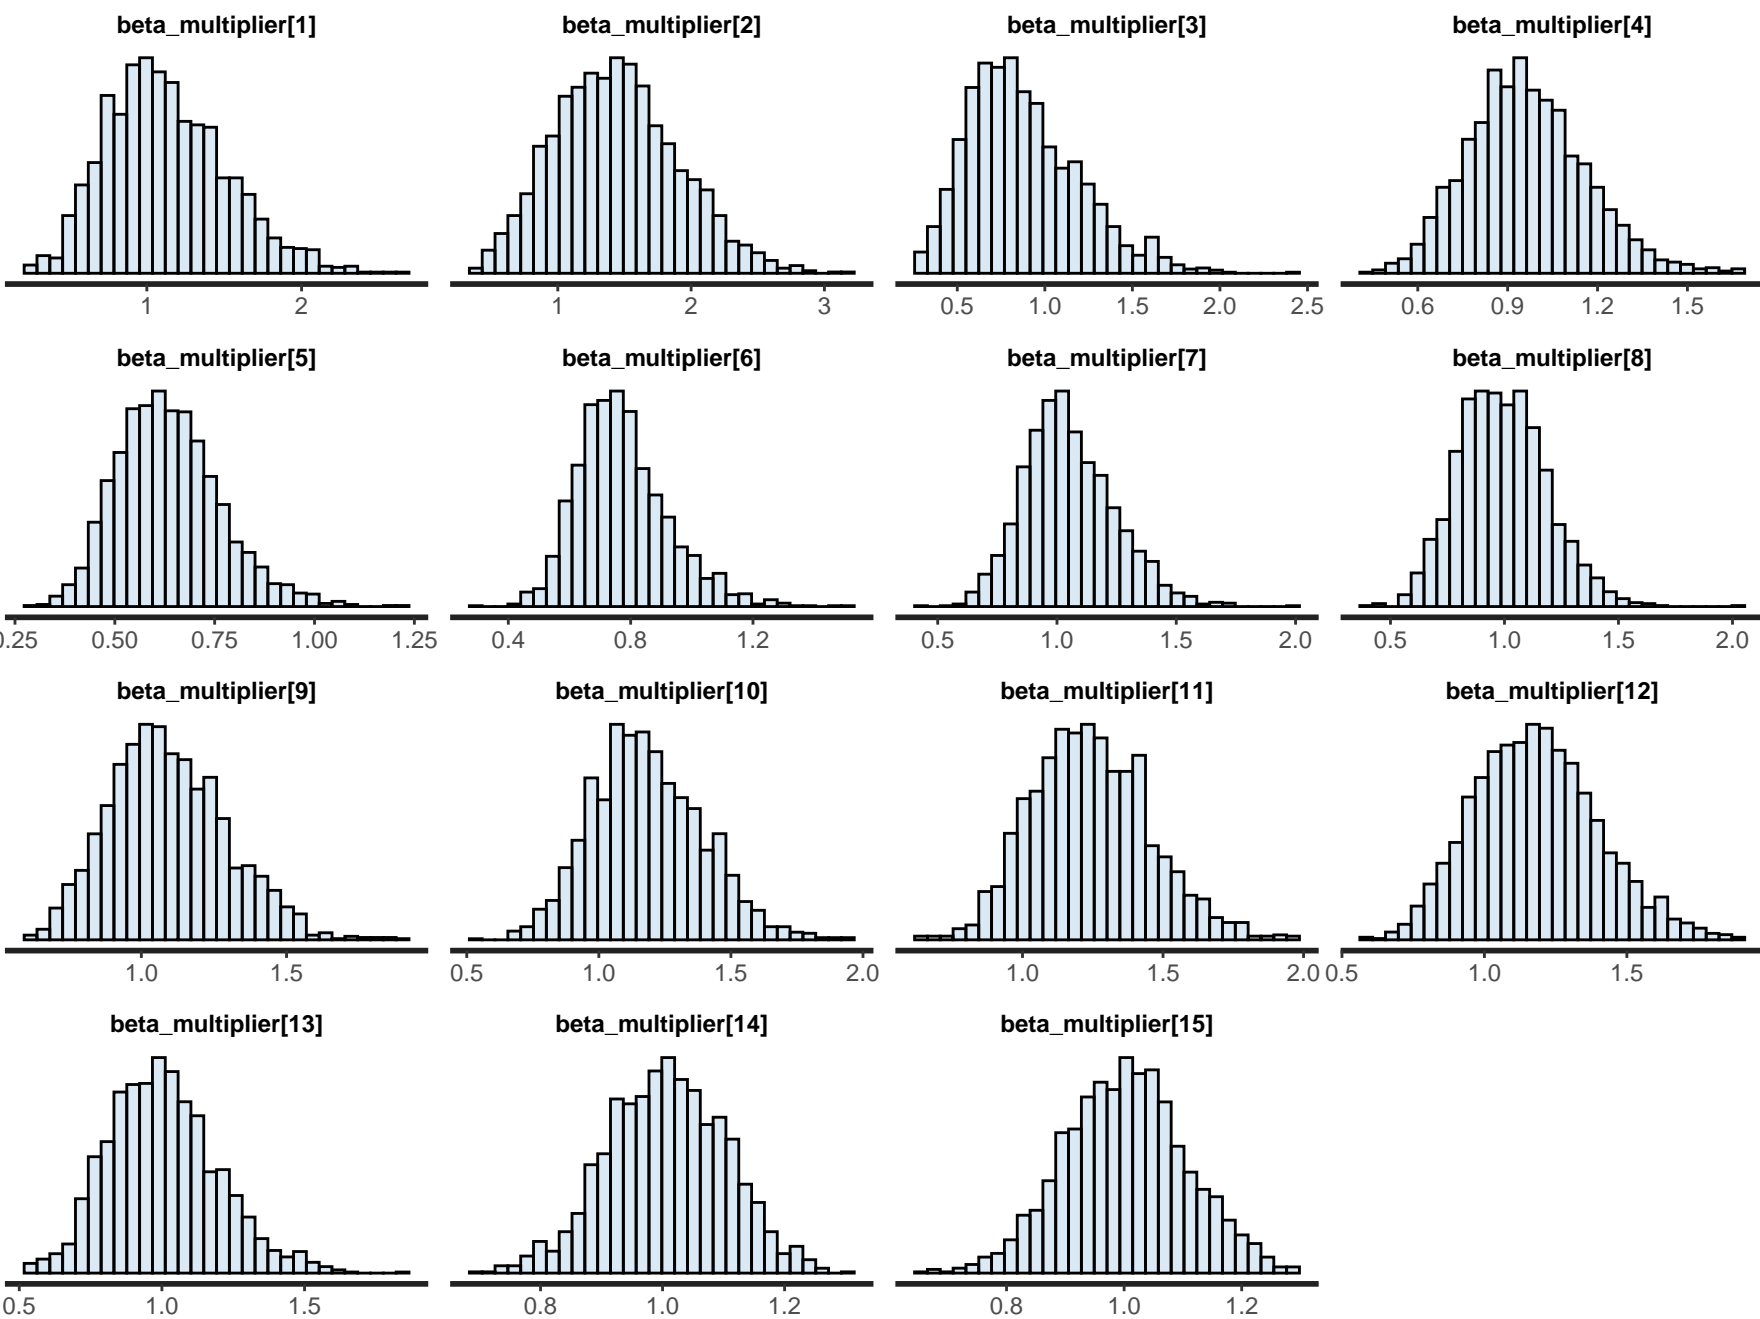 beta_multiplier[1] beta_multiplier[2] beta_multiplier[3] beta_multiplier[4]
1 2 1 2 3 0.5 1.0 1.5 2.0 2.5 0.6 0.9 1.2 1.5
beta_multiplier[5] beta_multiplier[6] beta_multiplier[7] beta_multiplier[8]
0.25 0.50 0.75 1.00 1.25 0.4 0.8 1.2 0.5 1.0 1.5 2.0 0.5 1.0 1.5 2.0
beta_multiplier[9] beta_multiplier[10] beta_multiplier[11] beta_multiplier[12]
1.0 1.5 0.5 1.0 1.5 2.0 1.0 1.5 2.0 0.5 1.0 1.5
beta_multiplier[13] beta_multiplier[14] beta_multiplier[15]
0.5 1.0 1.5 0.8 1.0 1.2 0.8 1.0 1.2